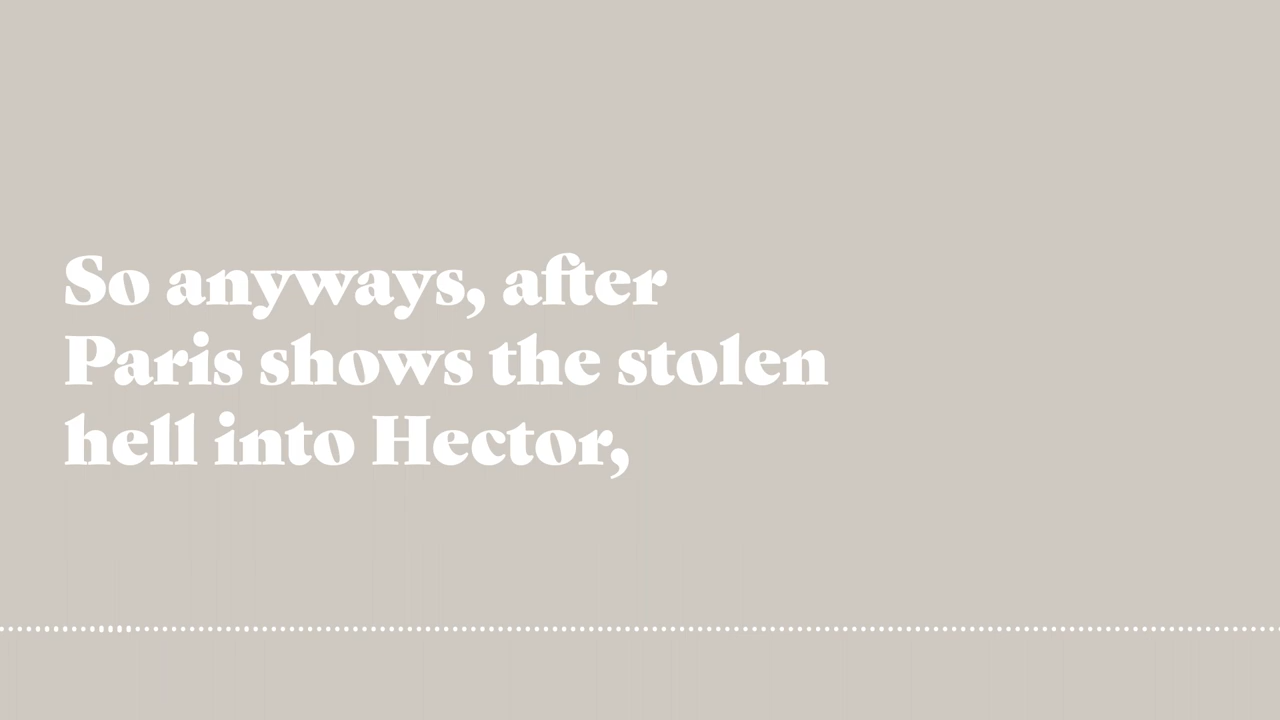 So anyways, after
Paris shows the stolen
hell into Hector,